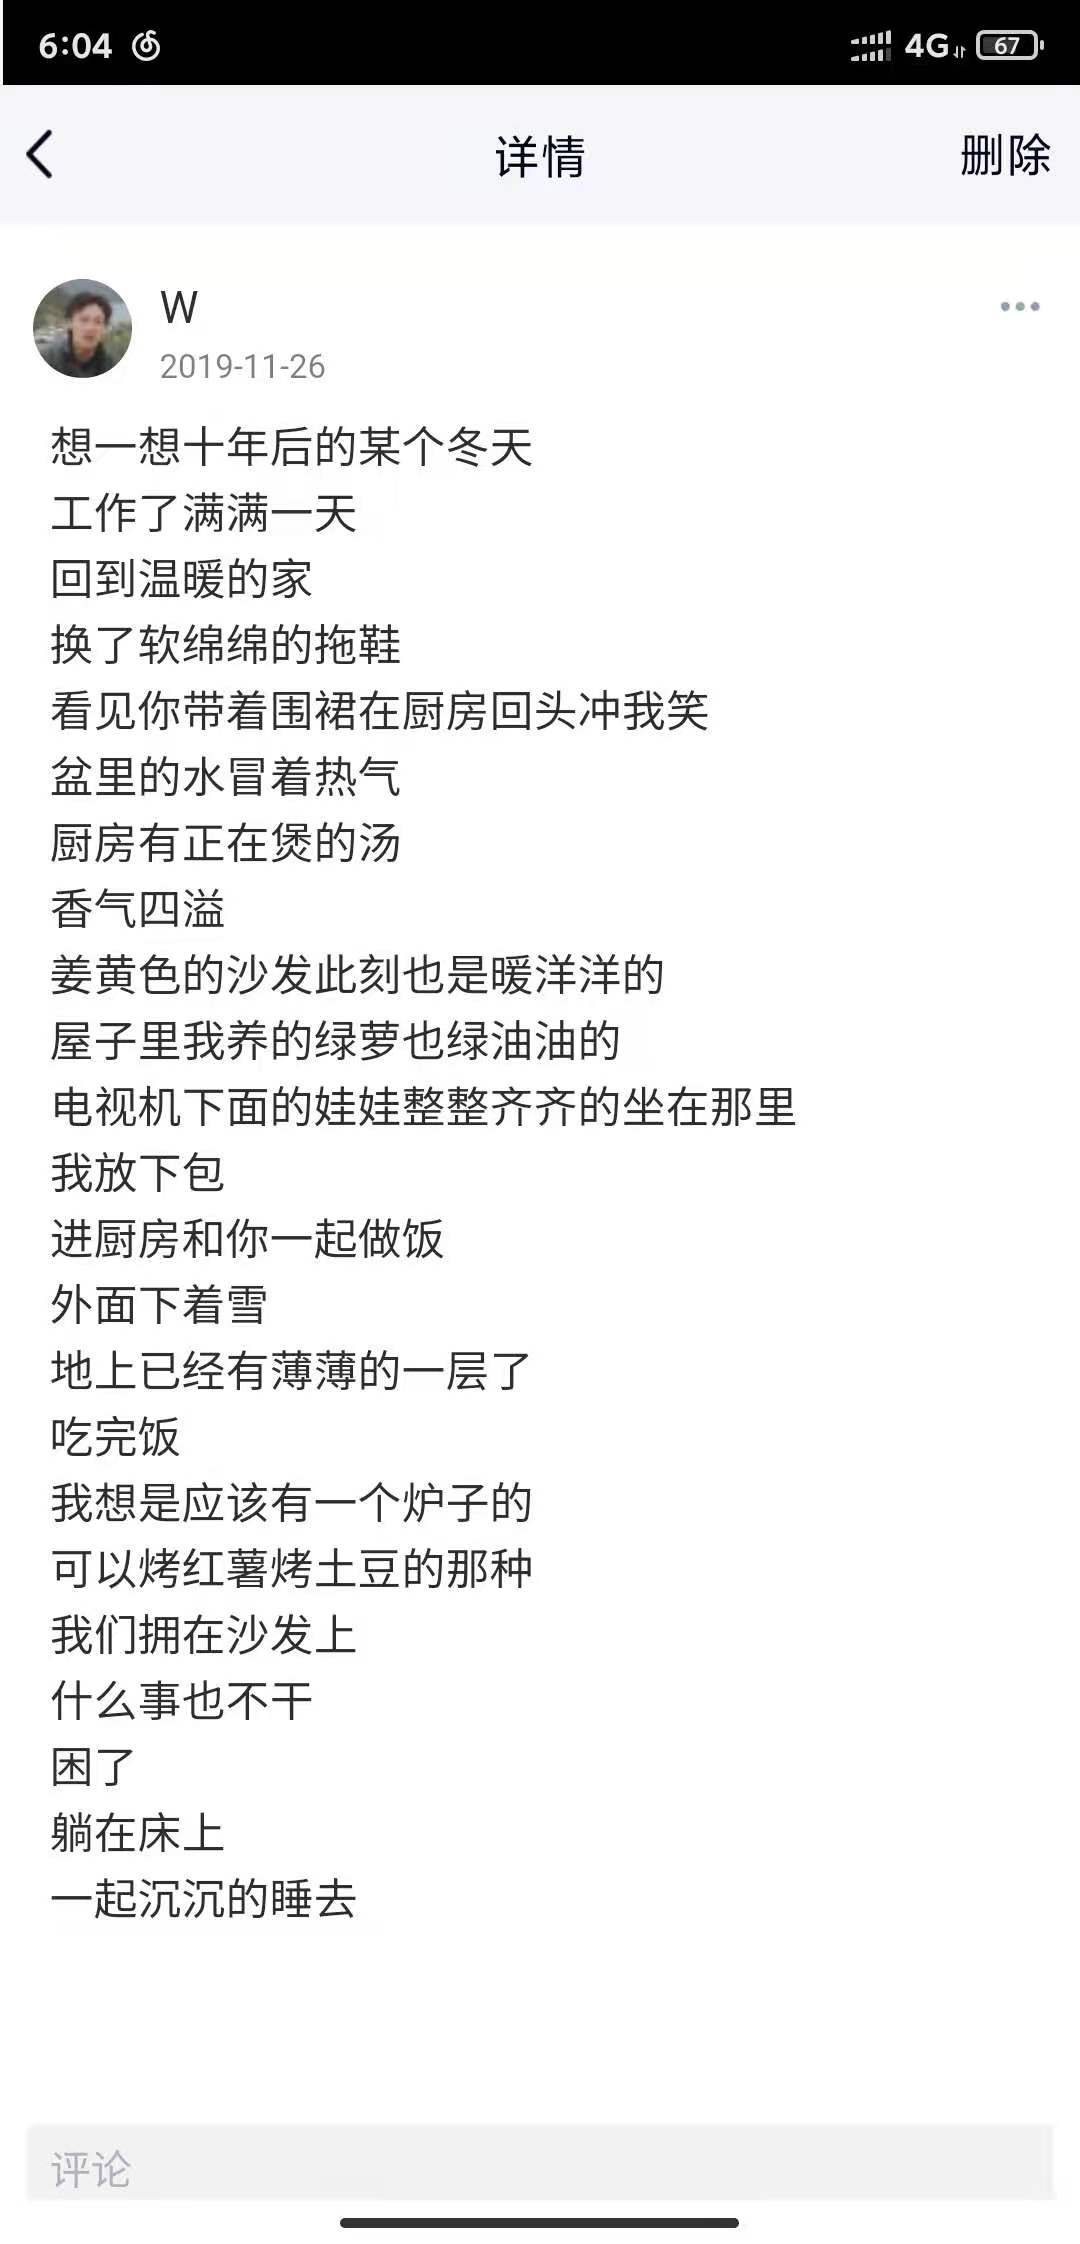 6:04 4G 67
详情 删除
W
2019-11-26
想一想十年后的某个冬天
工作了满满一天
回到温暖的家
换了软绵绵的拖鞋
看见你带着围裙在厨房回头冲我笑
盆里的水冒着热气
厨房有正在煲的汤
香气四溢
姜黄色的沙发此刻也是暖洋洋的
屋子里我养的绿萝也绿油油的
电视机下面的娃娃整整齐齐的坐在那里
我放下包
进厨房和你一起做饭
外面下着雪
地上已经有薄薄的一层了
吃完饭
我想是应该有一个炉子的
可以烤红薯烤土豆的那种
我们拥在沙发上
什么事也不干
困了
躺在床上
一起沉沉的睡去
评论